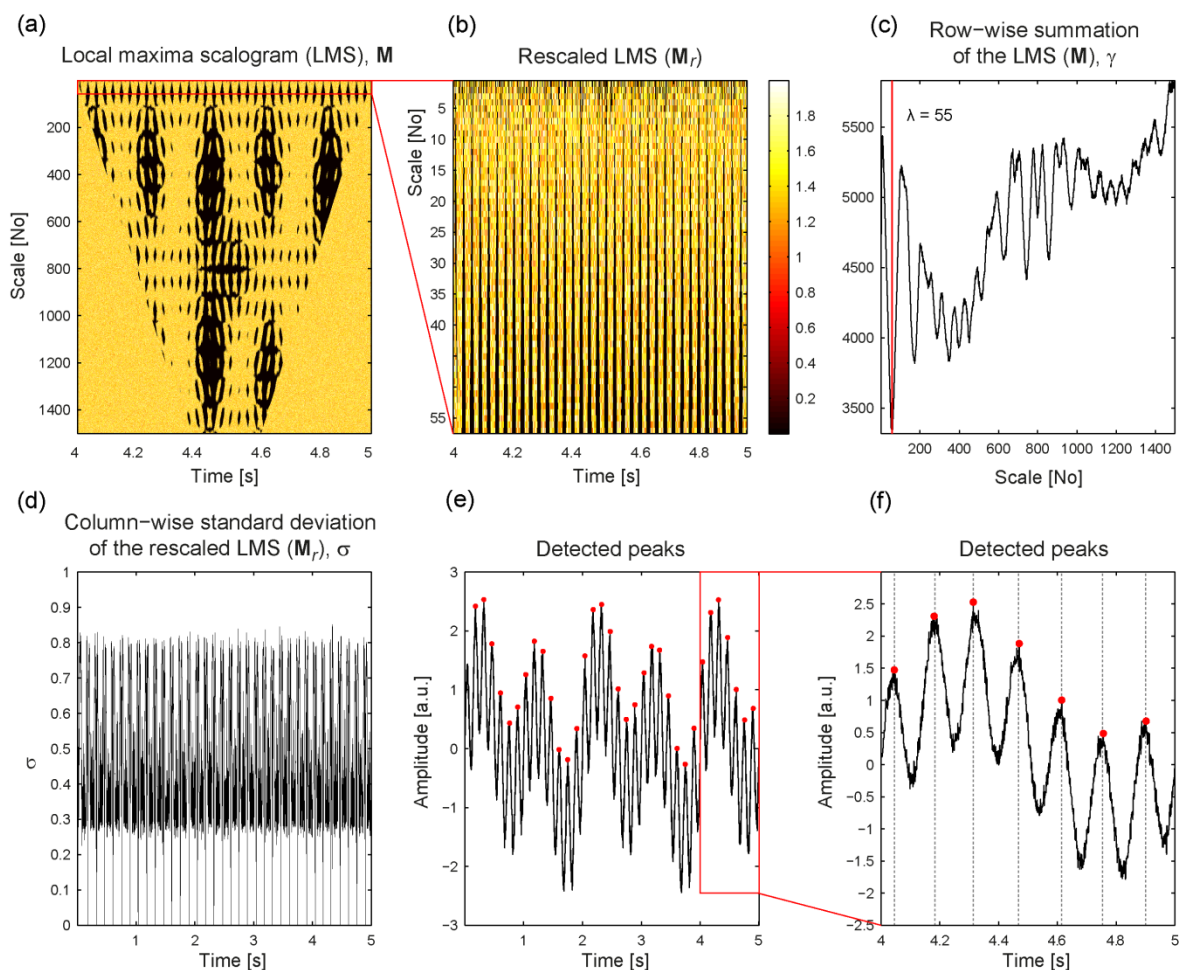 (a)
Local maxima scalogram (LMS), M
Scale [No]
200
400
600
800
1000
1200
1400
4 4.2 4.4 4.6 4.8 5
Time [s]
(b)
Rescaled LMS (Mr)
Scale [No]
5
10
15
20
25
30
35
40
55
4 4.2 4.4 4.6 4.8 5
Time [s]
1.8
1.6
1.4
1.2
1
0.8
0.6
0.4
0.2
(c)
Row−wise summation
of the LMS (M), γ
λ = 55
5500
5000
4500
4000
3500
200 400 600 800 1000 1200 1400
Scale [No]
(d)
Column−wise standard deviation
of the rescaled LMS (Mr), σ
σ
1
0.9
0.8
0.7
0.6
0.5
0.4
0.3
0.2
0.1
0
1 2 3 4 5
Time [s]
(e)
Detected peaks
Amplitude [a.u.]
3
2
1
0
−1
−2
−3
1 2 3 4 5
Time [s]
(f)
Detected peaks
Amplitude [a.u.]
3
2.5
2
1.5
1
0.5
0
−0.5
−1
−1.5
−2
−2.5
4 4.2 4.4 4.6 4.8 5
Time [s]